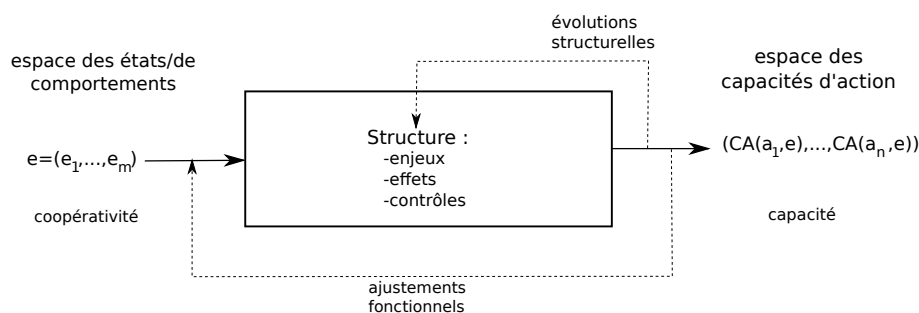 évolutions
structurelles
espace des états/de
comportements
espace des
capacités d'action
Structure :
-enjeux
-effets
-contrôles
e=(e1,...,em)
(CA(a1,e),...,CA(an,e))
coopérativité
capacité
ajustements
fonctionnels